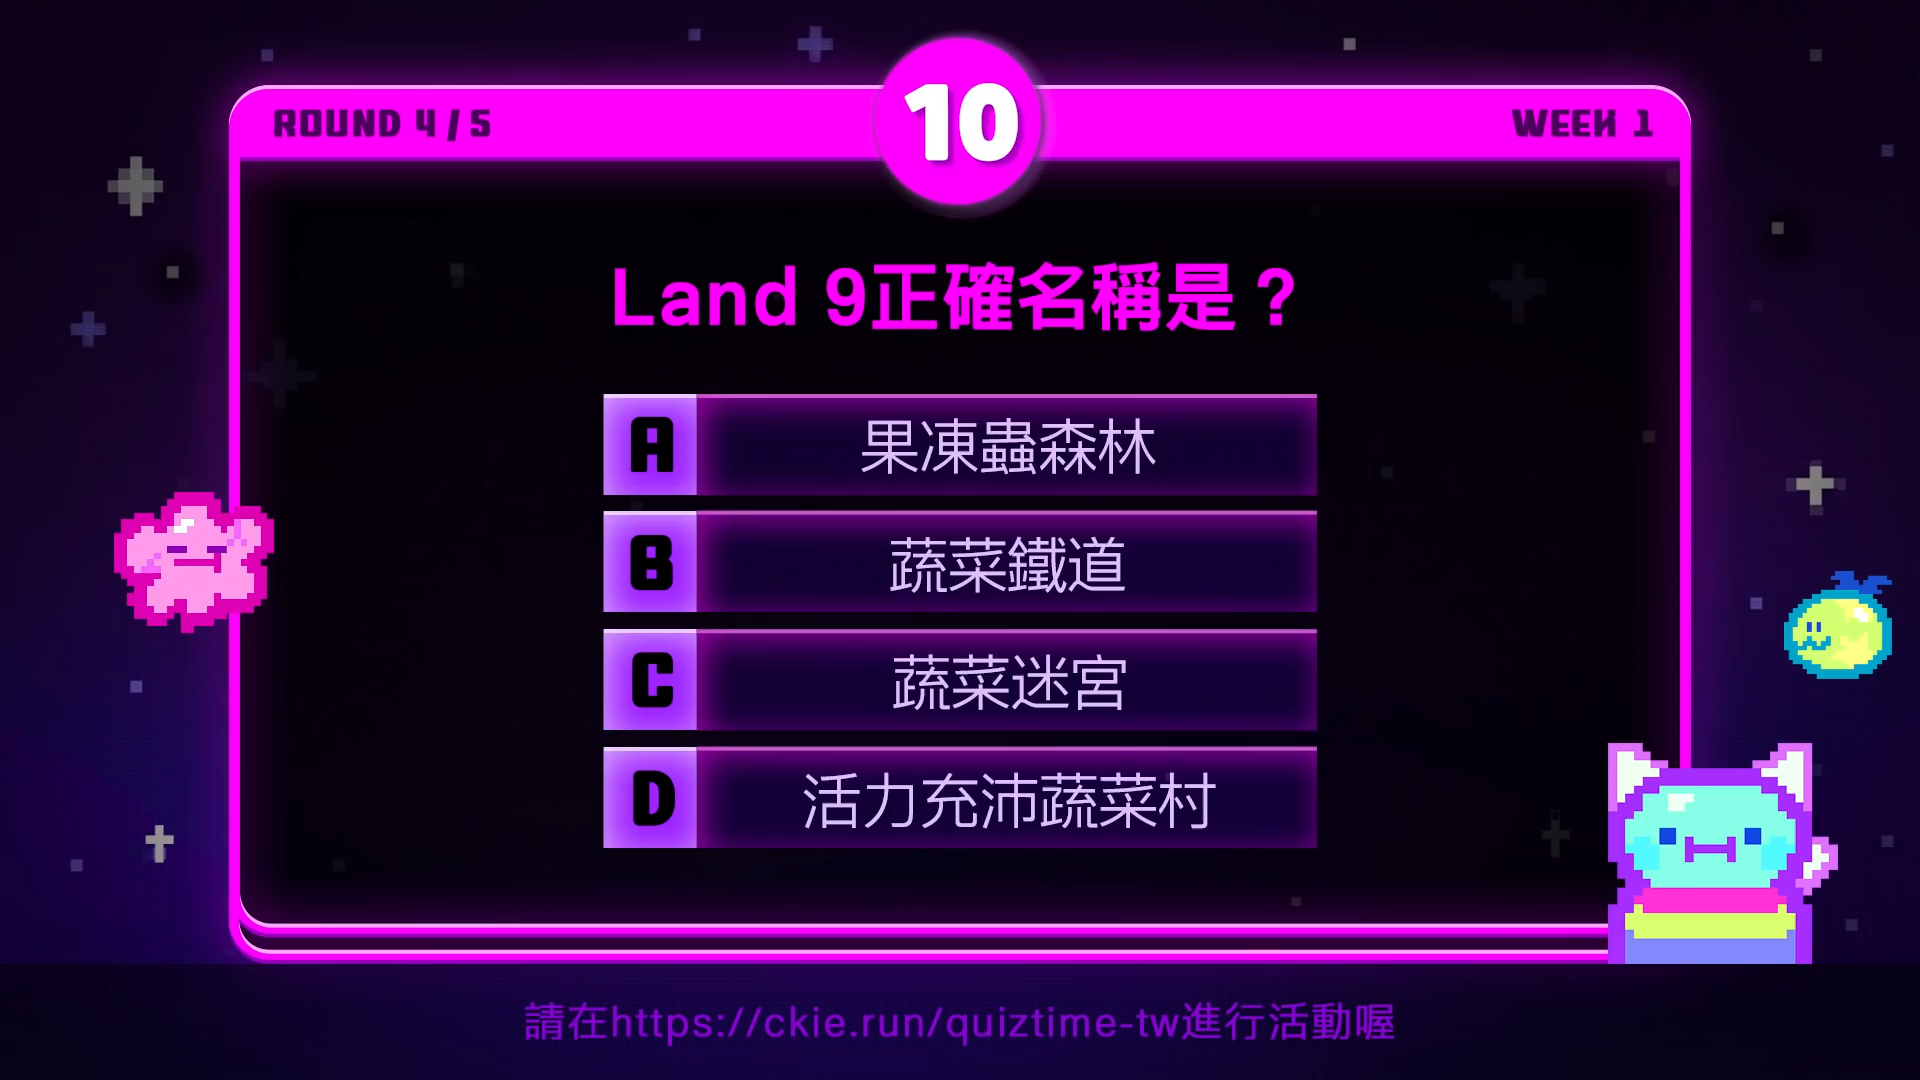 10
ROUND 4 / 5
WEEK 1
Land 9正確名稱是？
A 果凍蟲森林
B 蔬菜鐵道
C 蔬菜迷宮
D 活力充沛蔬菜村
請在https://ckie.run/quiztime-tw進行活動喔